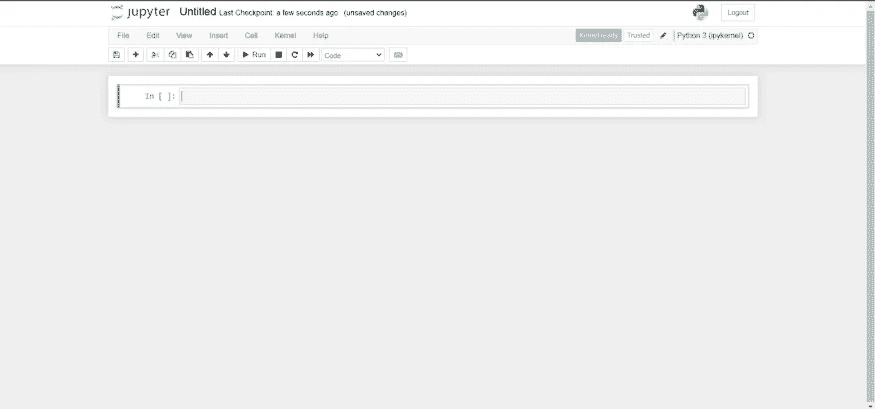 jupyter Untitled Last Checkpoint: a few seconds ago (unsaved changes) Logout
File Edit View Insert Cell Kernel Help Kernel ready Trusted Python 3 (ipykernel)
Run Code
In [ ]: